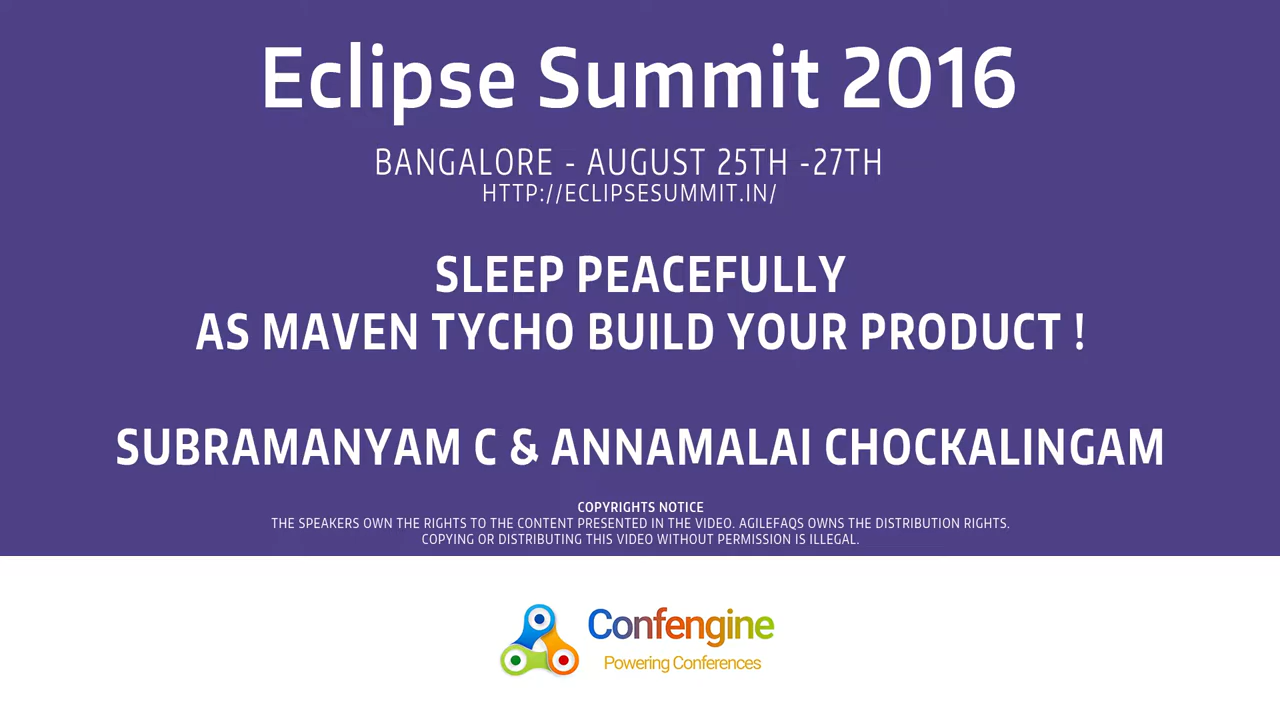 Eclipse Summit 2016
BANGALORE - AUGUST 25TH -27TH
HTTP://ECLIPSESUMMIT.IN/
SLEEP PEACEFULLY
AS MAVEN TYCHO BUILD YOUR PRODUCT !
SUBRAMANYAM C & ANNAMALAI CHOCKALINGAM
COPYRIGHTS NOTICE
THE SPEAKERS OWN THE RIGHTS TO THE CONTENT PRESENTED IN THE VIDEO. AGILEFAQS OWNS THE DISTRIBUTION RIGHTS.
COPYING OR DISTRIBUTING THIS VIDEO WITHOUT PERMISSION IS ILLEGAL.
Confengine
Powering Conferences